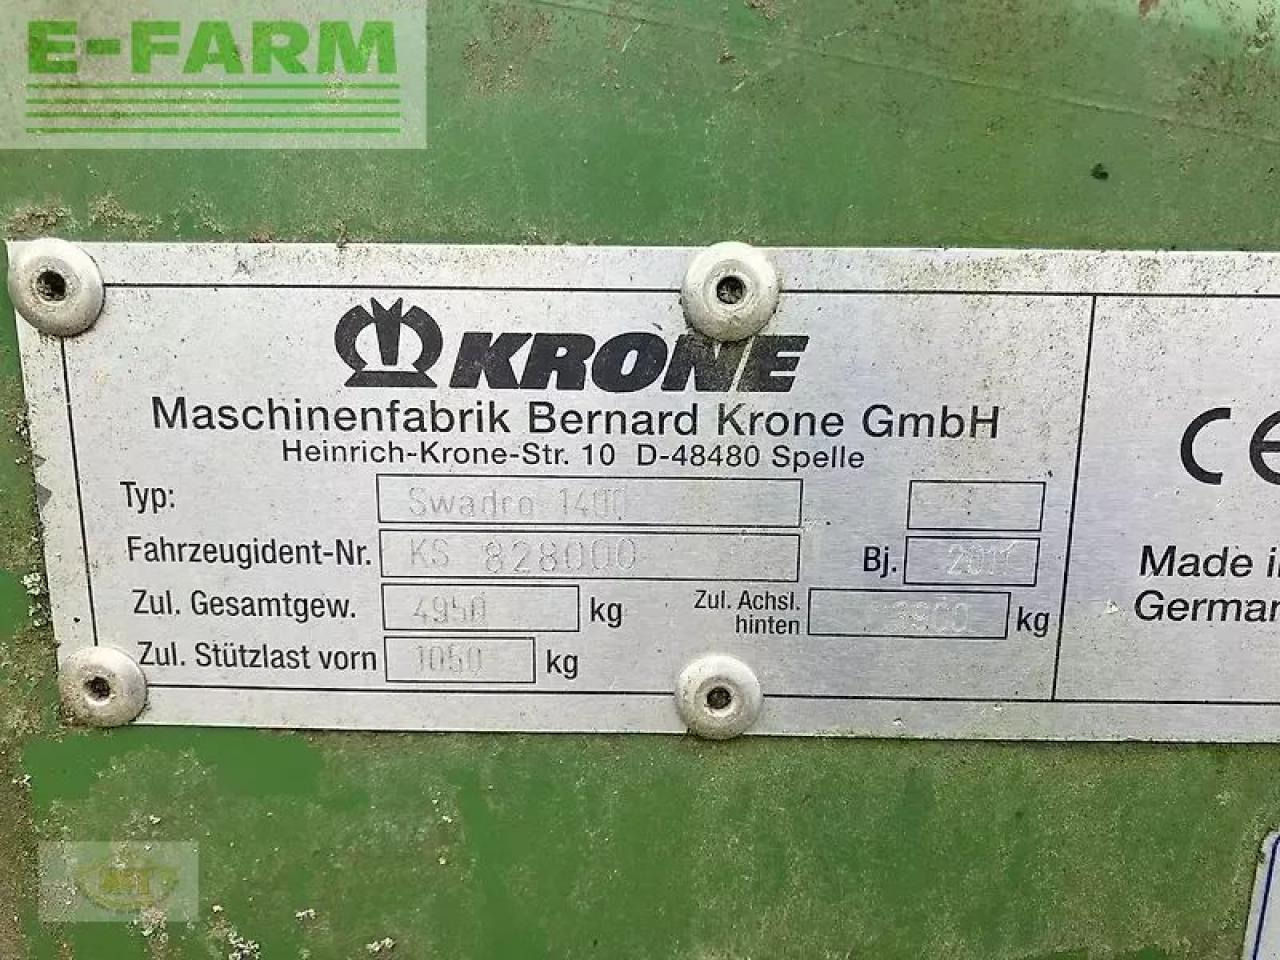 E-FARM
KRONE
Maschinenfabrik Bernard Krone GmbH
Heinrich-Krone-Str. 10 D-48480 Spelle
Typ: Swadro 1400
Fahrzeugident-Nr. KS 828000 Bj.
Zul. Gesamtgew. 4950 kg Zul. Achsl. hinten kg
Zul. Stützlast vorn 1050 kg
CE
Made